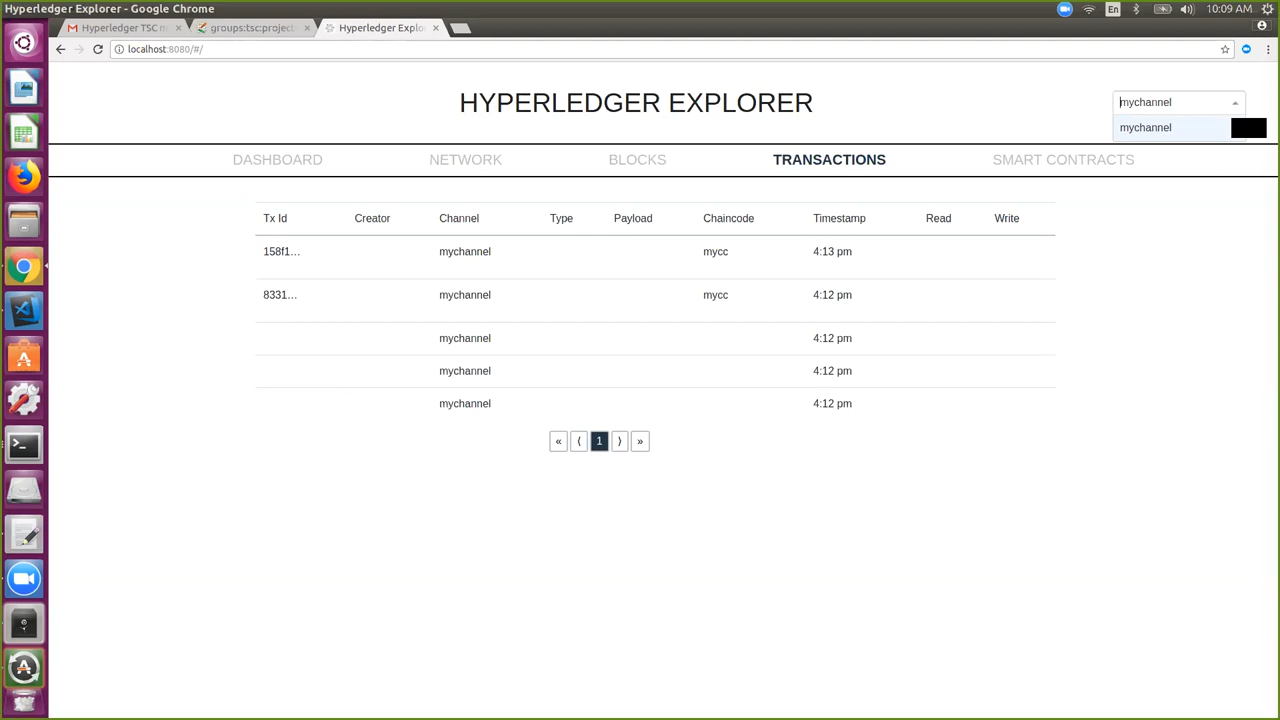 Hyperledger Explorer - Google Chrome
En
10:09 AM
Hyperledger TSC m
groups:tsc:project
Hyperledger Explo
localhost:8080/#/
HYPERLEDGER EXPLORER
mychannel
mychannel
DASHBOARD NETWORK BLOCKS TRANSACTIONS SMART CONTRACTS
Tx Id Creator Channel Type Payload Chaincode Timestamp Read Write
158f1... mychannel mycc 4:13 pm
8331... mychannel mycc 4:12 pm
mychannel 4:12 pm
mychannel 4:12 pm
mychannel 4:12 pm
« ⟨ 1 ⟩ »